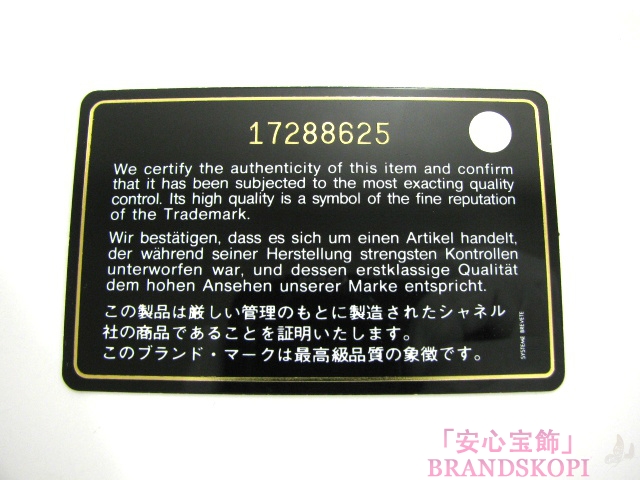 17288625
We certify the authenticity of this item and confirm
that it has been subjected to the most exacting quality
control. Its high quality is a symbol of the fine reputation
of the Trademark.
Wir bestätigen, dass es sich um einen Artikel handelt,
der während seiner Herstellung strengsten Kontrollen
unterworfen war, und dessen erstklassige Qualität
dem hohen Ansehen unserer Marke entspricht.
この製品は厳しい管理のもとに製造されたシャネル
社の商品であることを証明いたします。
このブランド・マークは最高級品質の象徴です。
SYSTEME BREVETE
「安心宝飾」
BRANDSKOPI